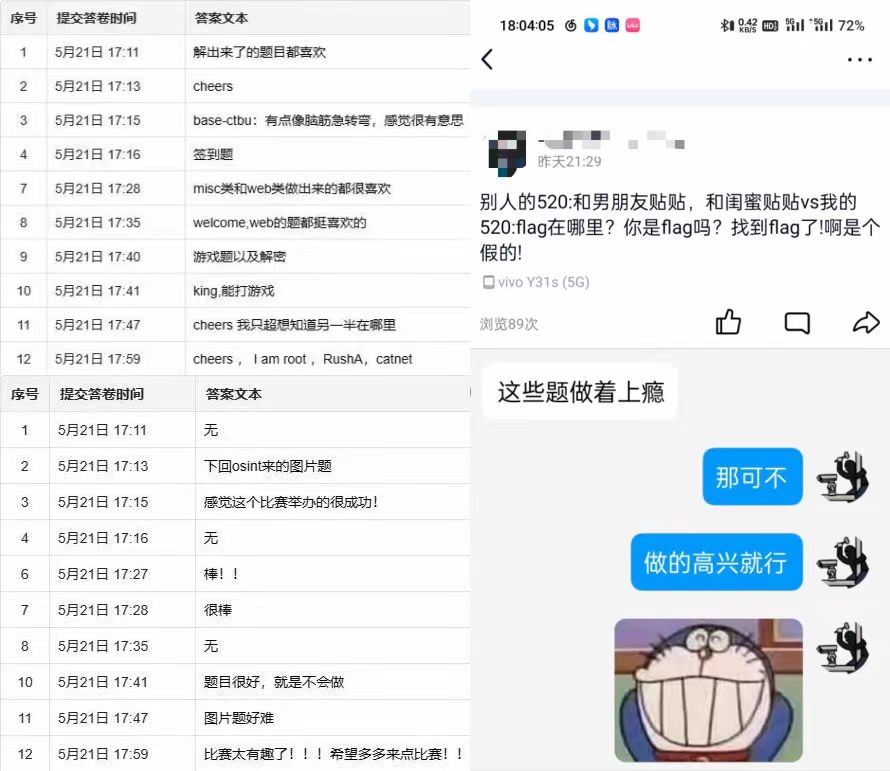 序号 提交答卷时间 答案文本
1 5月21日 17:11 解出来了的题目都喜欢
2 5月21日 17:13 cheers
3 5月21日 17:15 base-ctbu：有点像脑筋急转弯，感觉很有意思
4 5月21日 17:16 签到题
7 5月21日 17:28 misc类和web类做出来的都很喜欢
8 5月21日 17:35 welcome,web的题都挺喜欢的
9 5月21日 17:40 游戏题以及解密
10 5月21日 17:41 king,能打游戏
11 5月21日 17:47 cheers 我只超想知道另一半在哪里
12 5月21日 17:59 cheers ， I am root ，RushA，catnet
序号 提交答卷时间 答案文本
1 5月21日 17:11 无
2 5月21日 17:13 下回osint来的图片题
3 5月21日 17:15 感觉这个比赛举办的很成功！
4 5月21日 17:16 无
6 5月21日 17:27 棒！！
7 5月21日 17:28 很棒
8 5月21日 17:35 无
10 5月21日 17:41 题目很好，就是不会做
11 5月21日 17:47 图片题好难
12 5月21日 17:59 比赛太有趣了！！！希望多多来点比赛！！
18:04:05 脉 0.42 KB/S HD 5G 5G 72%
昨天21:29
别人的520:和男朋友贴贴，和闺蜜贴贴vs我的
520:flag在哪里？你是flag吗？找到flag了!啊是个
假的!
vivo Y31s (5G)
浏览89次
这些题做着上瘾
那可不
做的高兴就行